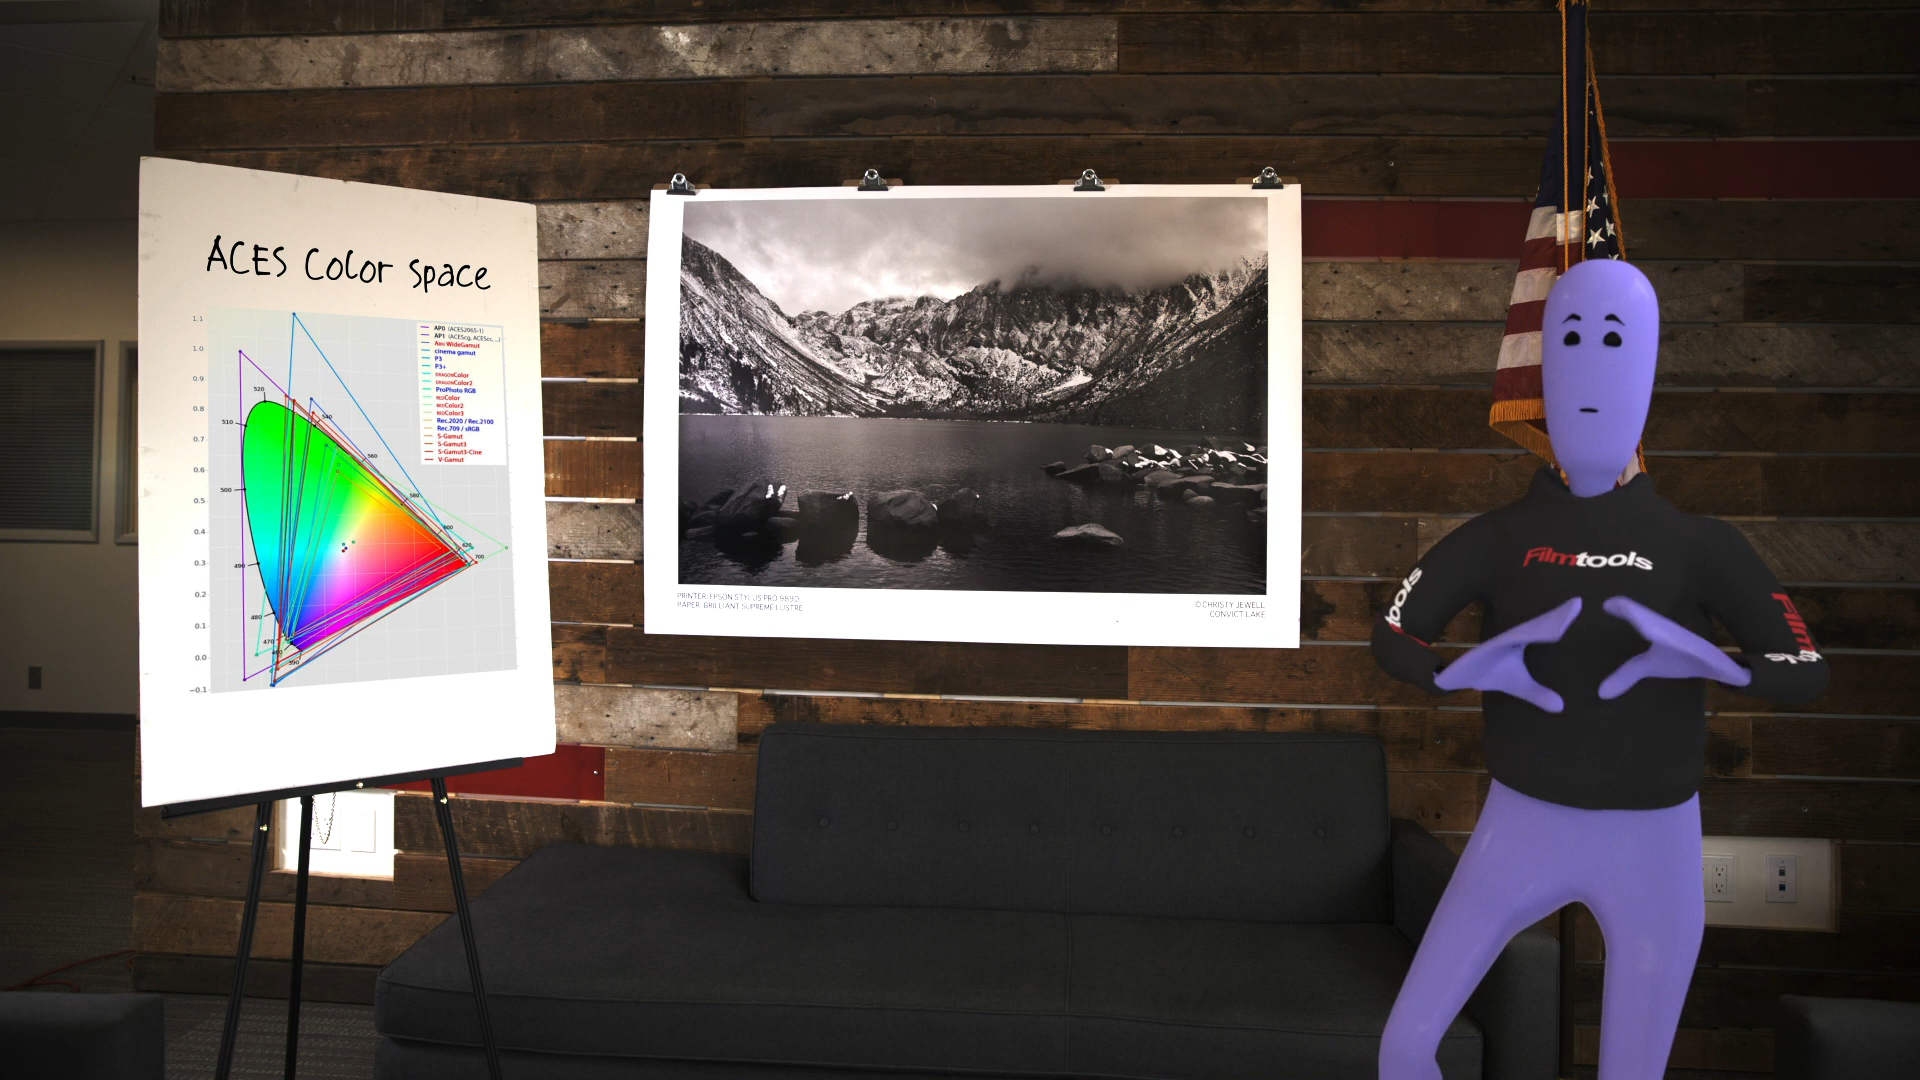 ACES Color Space
1.1
1.0
0.9
0.8
0.7
0.6
0.5
0.4
0.3
0.2
0.1
0.0
−0.1
520
510
540
560
500
580
600
620
700
490
480
470
460
390
AP0 (ACES2065-1)
AP1 (ACEScg, ACEScc, ...)
Arri WideGamut
cinema gamut
P3
P3+
DRAGONColor
DRAGONColor2
ProPhoto RGB
REDColor
REDColor2
REDColor3
Rec.2020 / Rec.2100
Rec.709 / sRGB
S-Gamut
S-Gamut3
S-Gamut3-Cine
V-Gamut
PRINTER: EPSON STYLUS PRO 9890
PAPER: BRILLIANT SUPREME LUSTRE
© CHRISTY JEWELL
CONVICT LAKE
Filmtools
tools
Filmto
ls